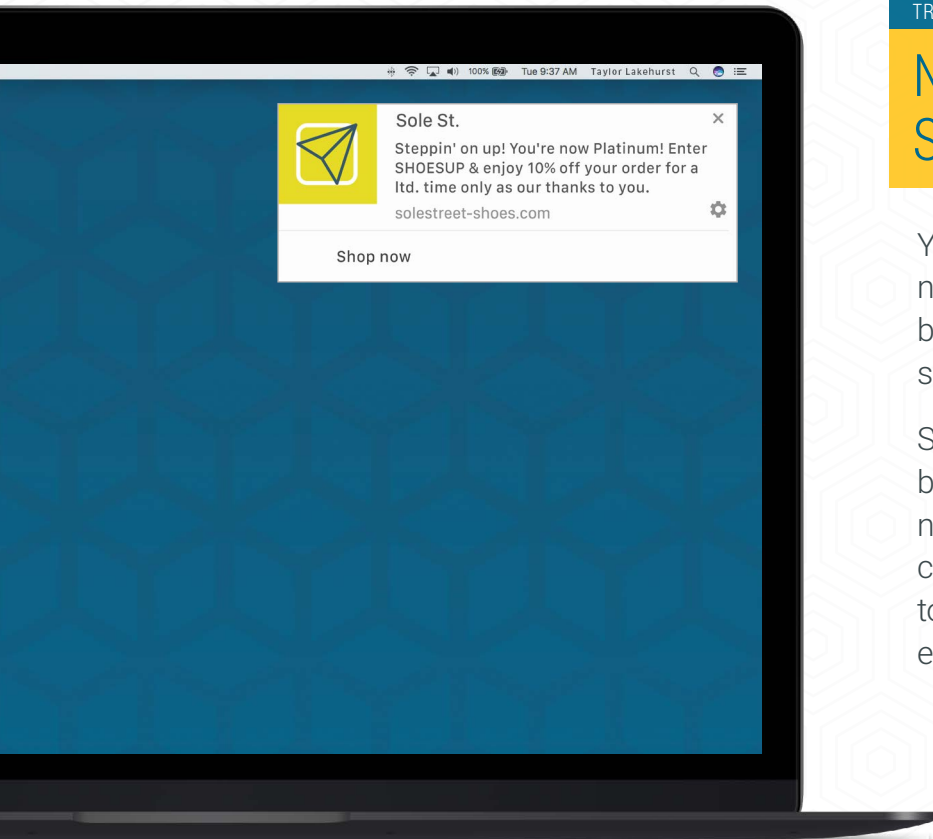 100% Tue 9:37 AM Taylor Lakehurst
Sole St.
Steppin' on up! You're now Platinum! Enter
SHOESUP & enjoy 10% off your order for a
ltd. time only as our thanks to you.
solestreet-shoes.com
Shop now